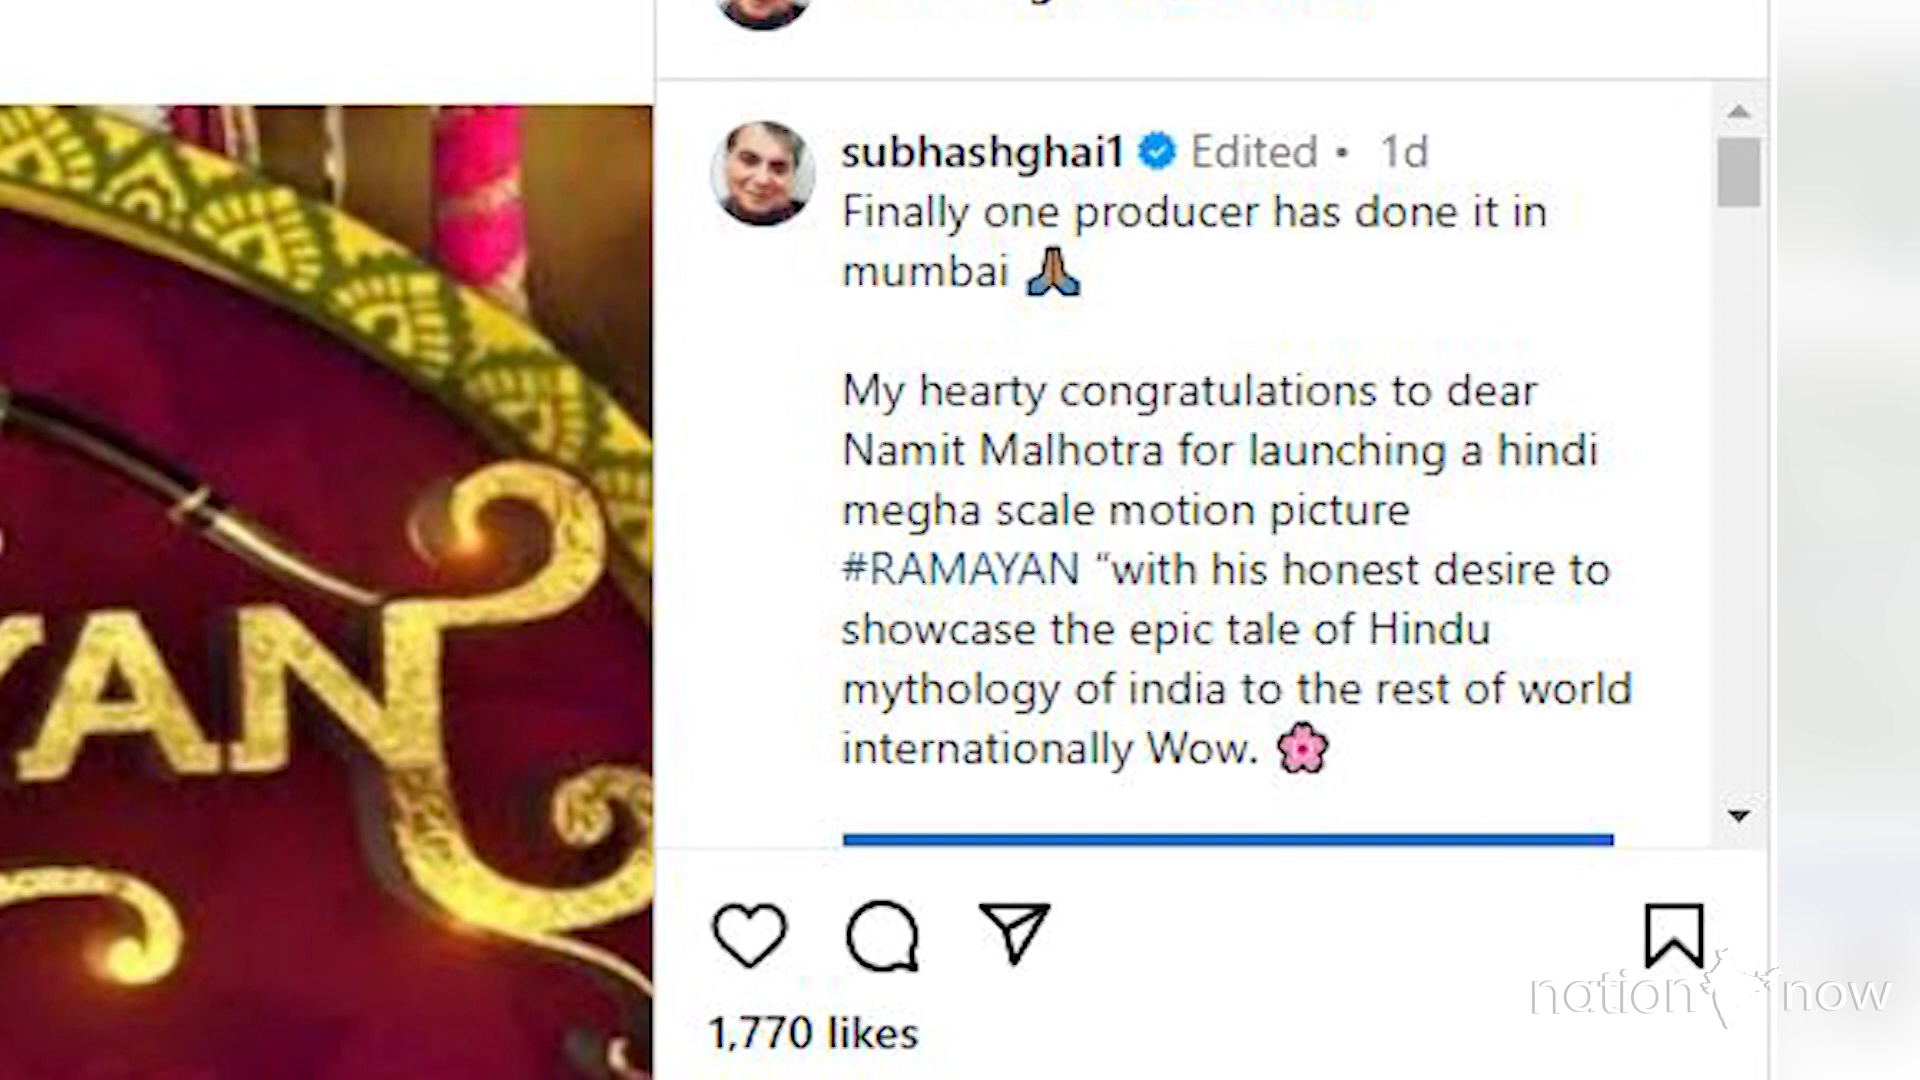 subhashghai1 Edited • 1d
Finally one producer has done it in
mumbai 🙏🏾
My hearty congratulations to dear
Namit Malhotra for launching a hindi
megha scale motion picture
#RAMAYAN “with his honest desire to
showcase the epic tale of Hindu
mythology of india to the rest of world
internationally Wow. 🌸
YAN
1,770 likes
nation now